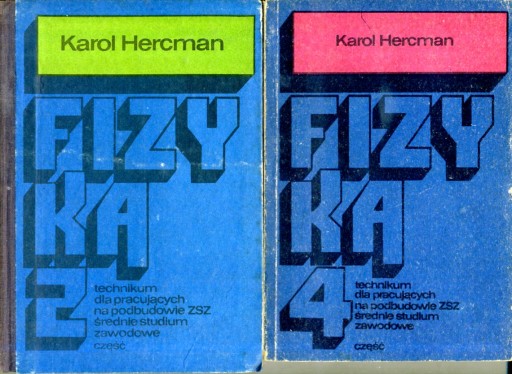 Karol Hercman
FIZY
KA
2
technikum
dla pracujących
na podbudowie ZSZ
średnie studium
zawodowe
część
Karol Hercman
FIZY
KA
4
technikum
dla pracujących
na podbudowie ZSZ
średnie studium
zawodowe
część